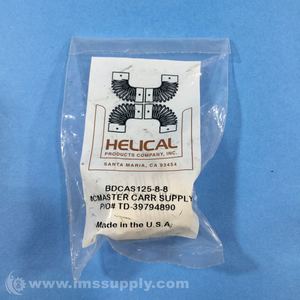 HELICAL
PRODUCTS COMPANY, INC.
SANTA MARIA, CA 93454
BDCAS125-8-8
MCMASTER CARR SUPPLY
P/O# TD-39794890
Made in the U.S.A.
© www.imssupply.com